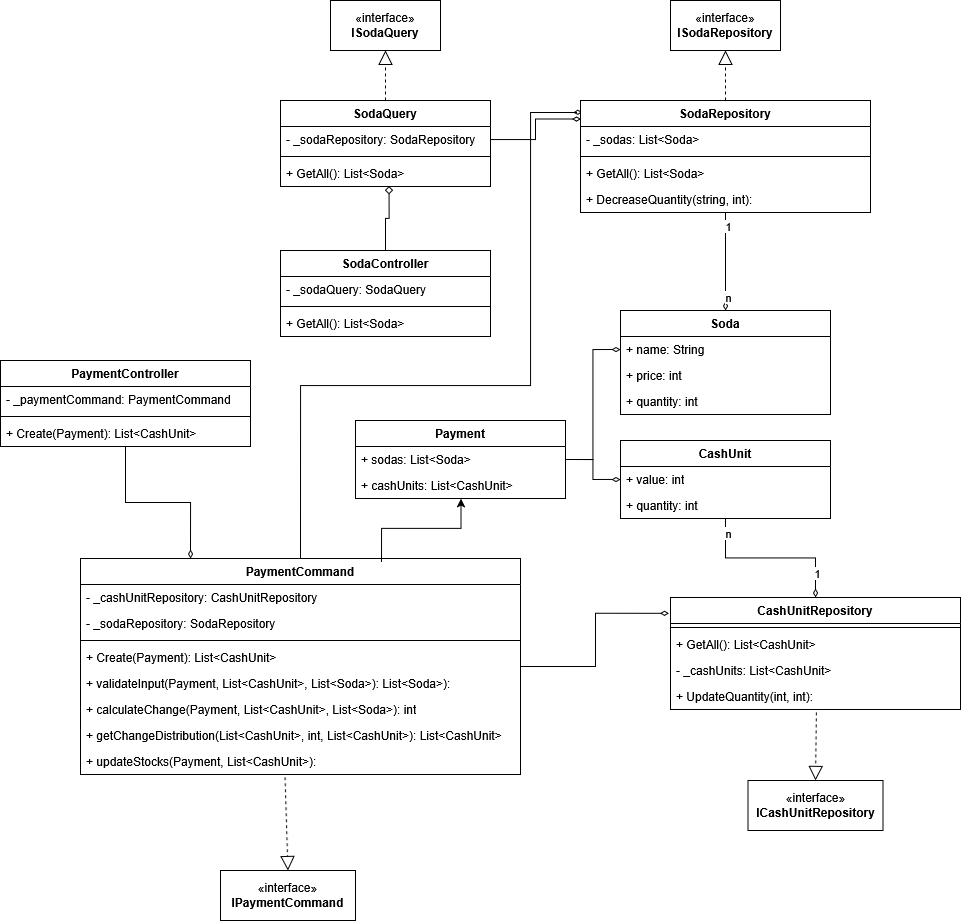 «interface»
ISodaQuery
«interface»
ISodaRepository
SodaQuery
- _sodaRepository: SodaRepository
+ GetAll(): List<Soda>
SodaRepository
- _sodas: List<Soda>
+ GetAll(): List<Soda>
+ DecreaseQuantity(string, int):
1
n
SodaController
- _sodaQuery: SodaQuery
+ GetAll(): List<Soda>
Soda
+ name: String
+ price: int
+ quantity: int
PaymentController
- _paymentCommand: PaymentCommand
+ Create(Payment): List<CashUnit>
Payment
+ sodas: List<Soda>
+ cashUnits: List<CashUnit>
CashUnit
+ value: int
+ quantity: int
n
1
PaymentCommand
- _cashUnitRepository: CashUnitRepository
- _sodaRepository: SodaRepository
+ Create(Payment): List<CashUnit>
+ validateInput(Payment, List<CashUnit>, List<Soda>): List<Soda>):
+ calculateChange(Payment, List<CashUnit>, List<Soda>): int
+ getChangeDistribution(List<CashUnit>, int, List<CashUnit>): List<CashUnit>
+ updateStocks(Payment, List<CashUnit>):
CashUnitRepository
+ GetAll(): List<CashUnit>
- _cashUnits: List<CashUnit>
+ UpdateQuantity(int, int):
«interface»
ICashUnitRepository
«interface»
IPaymentCommand